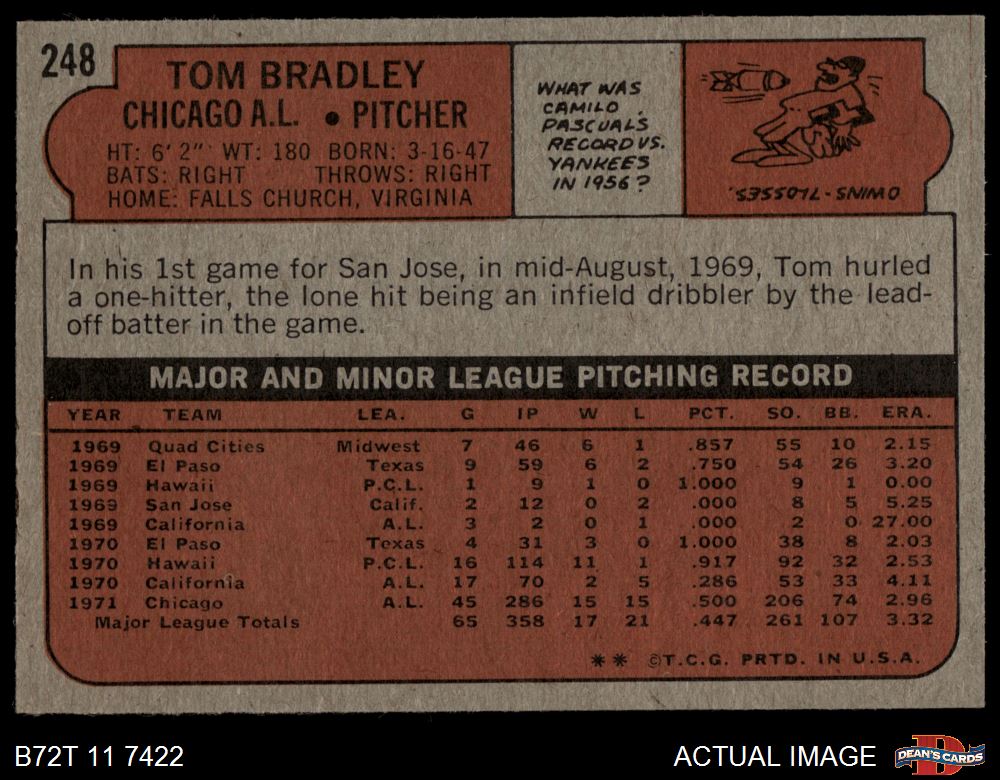 248
TOM BRADLEY
CHICAGO A.L. • PITCHER
HT: 6' 2" WT: 180 BORN: 3-16-47
BATS: RIGHT THROWS: RIGHT
HOME: FALLS CHURCH, VIRGINIA
WHAT WAS
CAMILO
PASCUAL'S
RECORD VS.
YANKEES
IN 1956?
OWINS-7LOSSES.
In his 1st game for San Jose, in mid-August, 1969, Tom hurled
a one-hitter, the lone hit being an infield dribbler by the lead-
off batter in the game.
MAJOR AND MINOR LEAGUE PITCHING RECORD
YEAR TEAM LEA. G IP W L PCT. SO. BB. ERA.
1969 Quad Cities Midwest 7 46 6 1 .857 55 10 2.15
1969 El Paso Texas 9 59 6 2 .750 54 26 3.20
1969 Hawaii P.C.L. 1 9 1 0 1.000 9 1 0.00
1969 San Jose Calif. 2 12 0 2 .000 8 5 5.25
1969 California A.L. 3 2 0 1 .000 2 0 27.00
1970 El Paso Texas 4 31 3 0 1.000 38 8 2.03
1970 Hawaii P.C.L. 16 114 11 1 .917 92 32 2.53
1970 California A.L. 17 70 2 5 .286 53 33 4.11
1971 Chicago A.L. 45 286 15 15 .500 206 74 2.96
Major League Totals 65 358 17 21 .447 261 107 3.32
** ©T.C.G. PRTD. IN U.S.A.
B72T 11 7422
ACTUAL IMAGE
D
DEAN'S CARDS